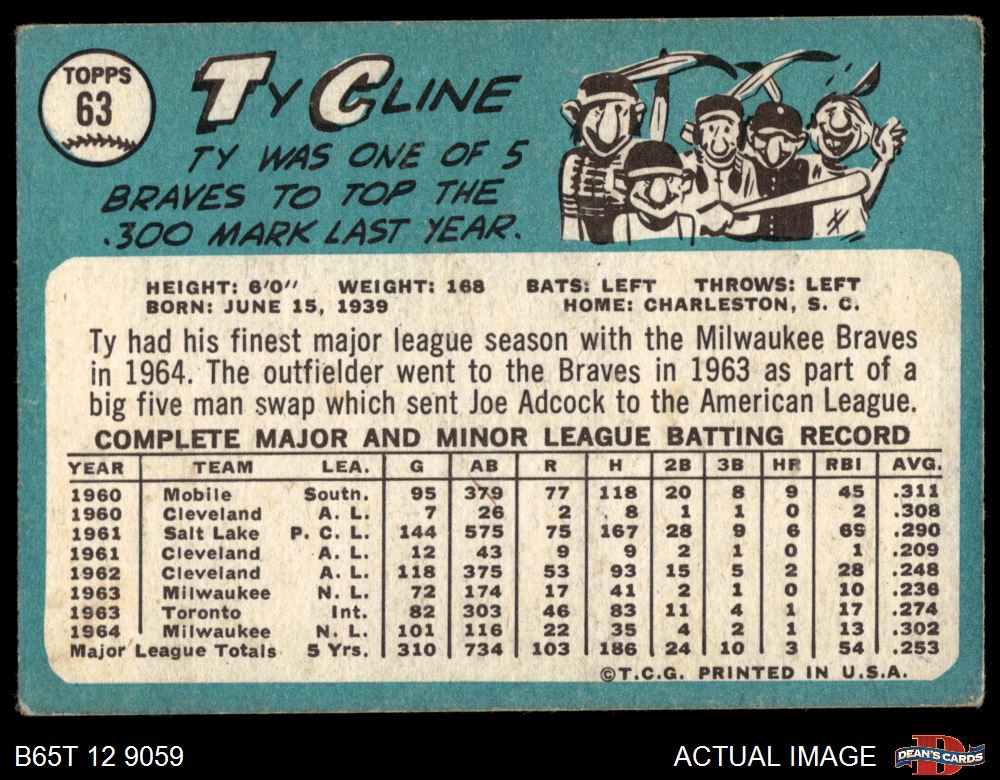 TOPPS
63
TY CLINE
TY WAS ONE OF 5
BRAVES TO TOP THE
.300 MARK LAST YEAR.
HEIGHT: 6'0" WEIGHT: 168 BATS: LEFT THROWS: LEFT
BORN: JUNE 15, 1939 HOME: CHARLESTON, S. C.
Ty had his finest major league season with the Milwaukee Braves
in 1964. The outfielder went to the Braves in 1963 as part of a
big five man swap which sent Joe Adcock to the American League.
COMPLETE MAJOR AND MINOR LEAGUE BATTING RECORD
YEAR TEAM LEA. G AB R H 2B 3B HR RBI AVG.
1960 Mobile South. 95 379 77 118 20 8 9 45 .311
1960 Cleveland A. L. 7 26 2 8 1 1 0 2 .308
1961 Salt Lake P. C. L. 144 575 75 167 28 9 6 69 .290
1961 Cleveland A. L. 12 43 9 9 2 1 0 1 .209
1962 Cleveland A. L. 118 375 53 93 15 5 2 28 .248
1963 Milwaukee N. L. 72 174 17 41 2 1 0 10 .236
1963 Toronto Int. 82 303 46 83 11 4 1 17 .274
1964 Milwaukee N. L. 101 116 22 35 4 2 1 13 .302
Major League Totals 5 Yrs. 310 734 103 186 24 10 3 54 .253
©T.C.G. PRINTED IN U.S.A.
B65T 12 9059 ACTUAL IMAGE DEAN'S CARDS